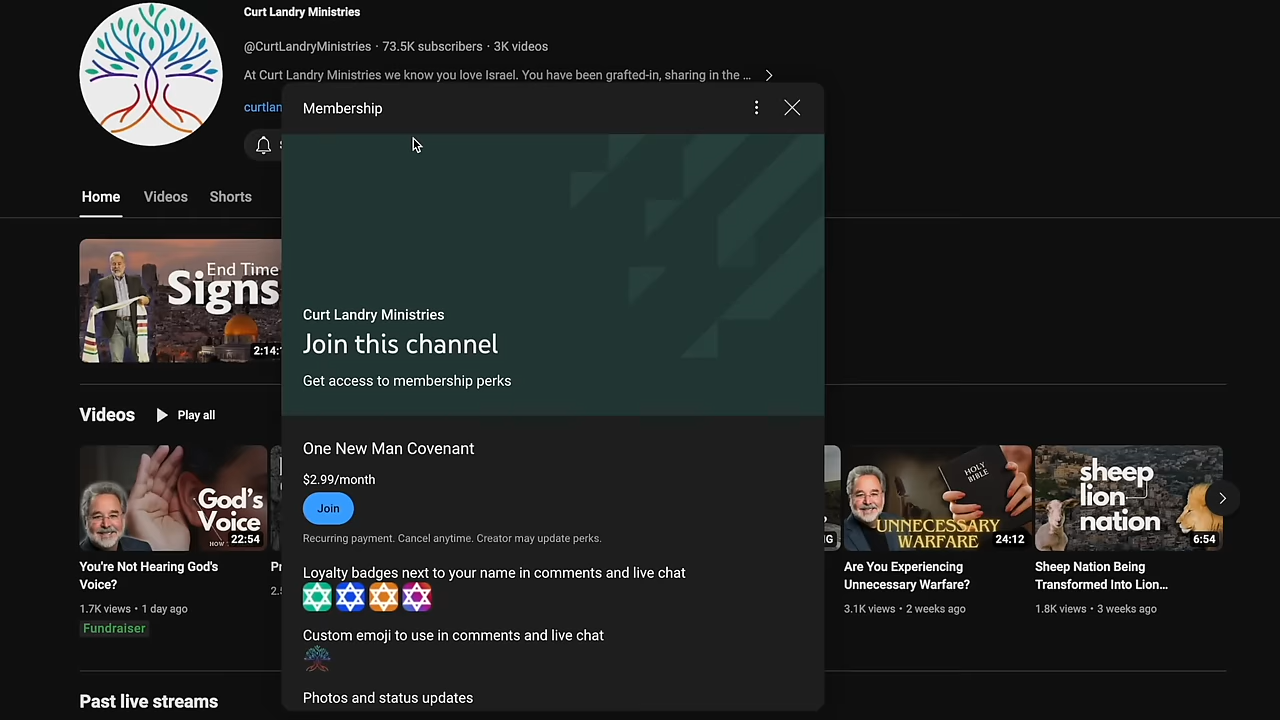 Curt Landry Ministries
@CurtLandryMinistries · 73.5K subscribers · 3K videos
At Curt Landry Ministries we know you love Israel. You have been grafted-in, sharing in the ...
Membership
Home
Videos
Shorts
End Time
Signs
Curt Landry Ministries
Join this channel
Get access to membership perks
Videos
Play all
One New Man Covenant
$2.99/month
Join
Recurring payment. Cancel anytime. Creator may update perks.
Loyalty badges next to your name in comments and live chat
Custom emoji to use in comments and live chat
Photos and status updates
God's
Voice
HOW
22:54
You're Not Hearing God's
Voice?
1.7K views • 1 day ago
Fundraiser
HOLY
BIBLE
UNNECESSARY
WARFARE
24:12
Are You Experiencing
Unnecessary Warfare?
3.1K views • 2 weeks ago
sheep
lion
nation
6:54
Sheep Nation Being
Transformed Into Lion...
1.8K views • 3 weeks ago
Past live streams